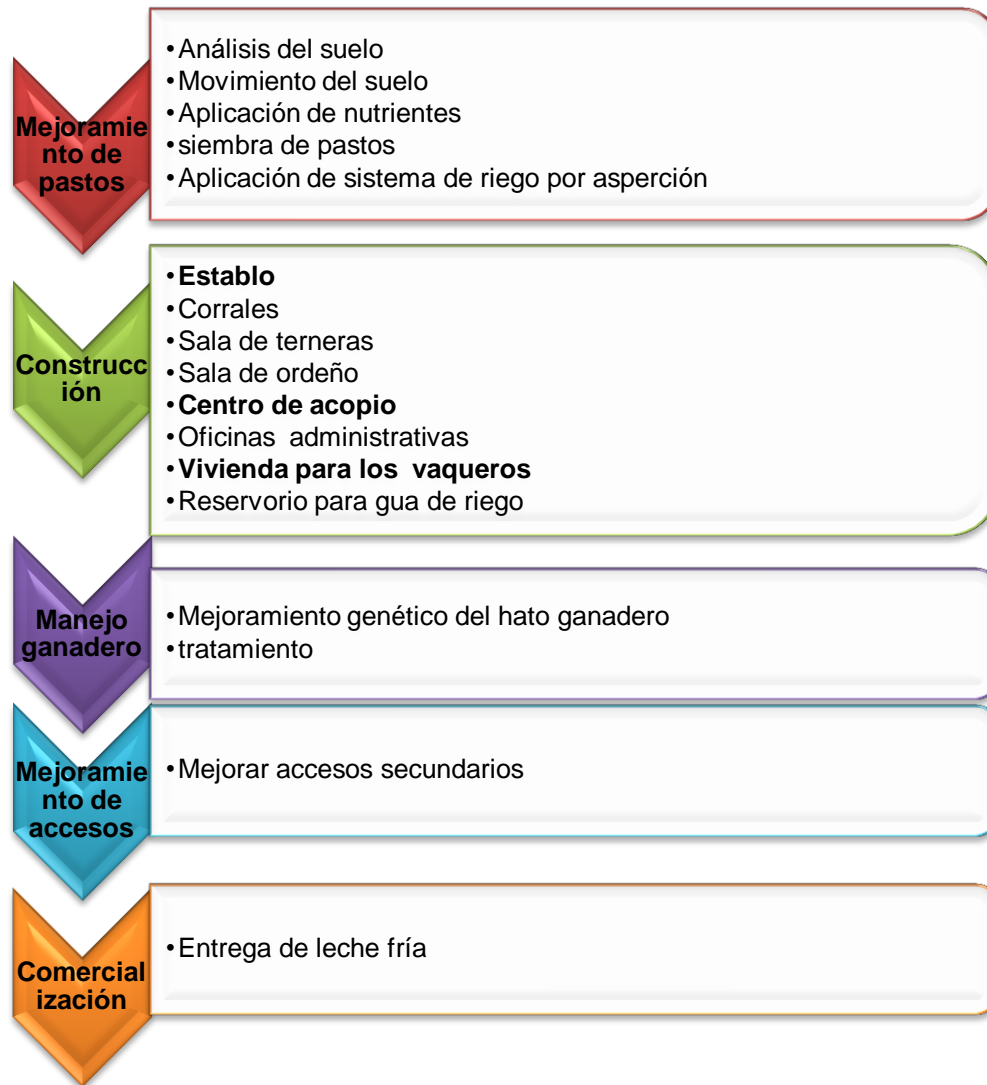 Mejoramie
nto de
pastos
•Análisis del suelo
•Movimiento del suelo
•Aplicación de nutrientes
•siembra de pastos
•Aplicación de sistema de riego por asperción
Construcc
ión
•Establo
•Corrales
•Sala de terneras
•Sala de ordeño
•Centro de acopio
•Oficinas administrativas
•Vivienda para los vaqueros
•Reservorio para gua de riego
Manejo
ganadero
•Mejoramiento genético del hato ganadero
•tratamiento
Mejoramie
nto de
accesos
•Mejorar accesos secundarios
Comercial
ización
•Entrega de leche fría